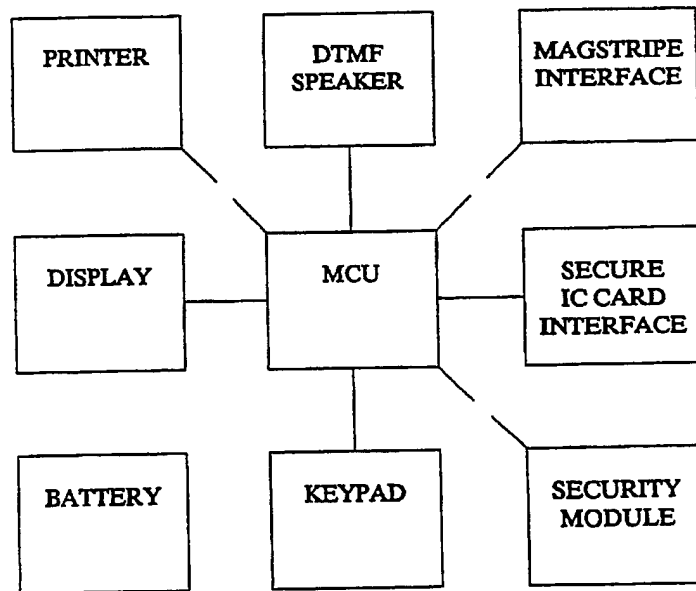 PRINTER
DTMF
SPEAKER
MAGSTRIPE
INTERFACE
DISPLAY
MCU
SECURE
IC CARD
INTERFACE
BATTERY
KEYPAD
SECURITY
MODULE